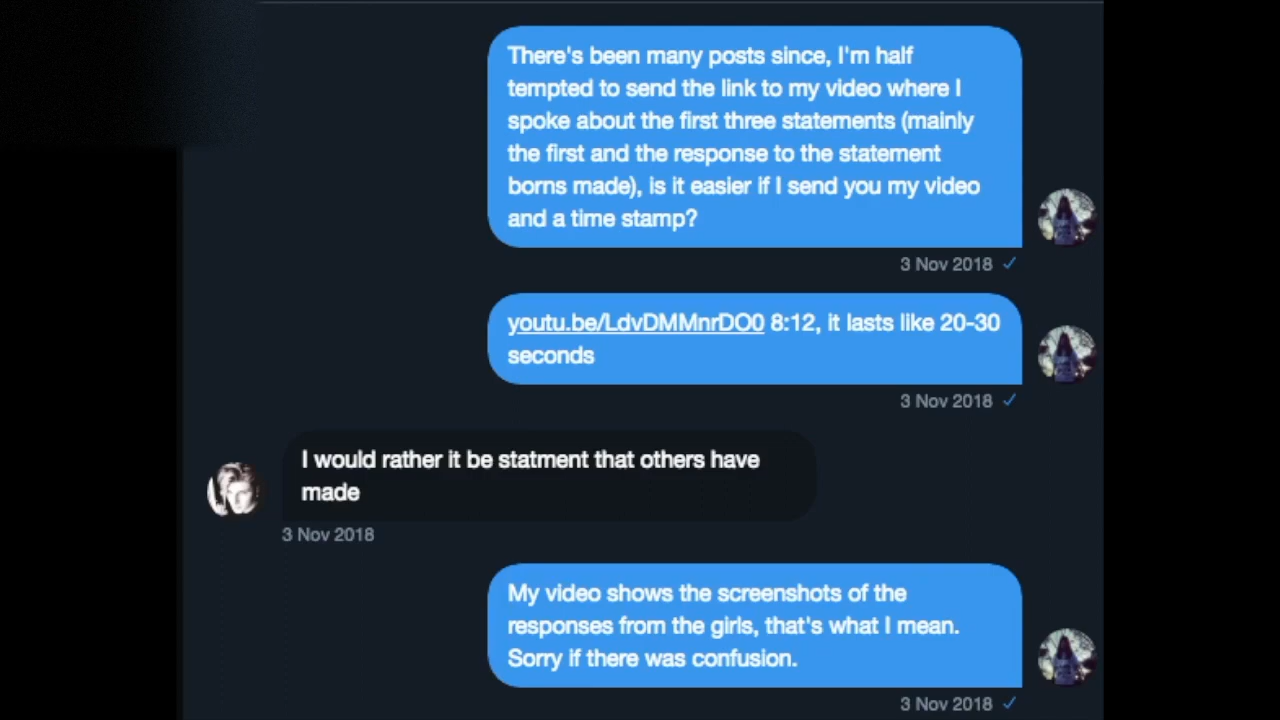 There's been many posts since, I'm half
tempted to send the link to my video where I
spoke about the first three statements (mainly
the first and the response to the statement
borns made), is it easier if I send you my video
and a time stamp?
3 Nov 2018 ✓
youtu.be/LdvDMMnrDO0 8:12, it lasts like 20-30
seconds
3 Nov 2018 ✓
I would rather it be statment that others have
made
3 Nov 2018
My video shows the screenshots of the
responses from the girls, that's what I mean.
Sorry if there was confusion.
3 Nov 2018 ✓